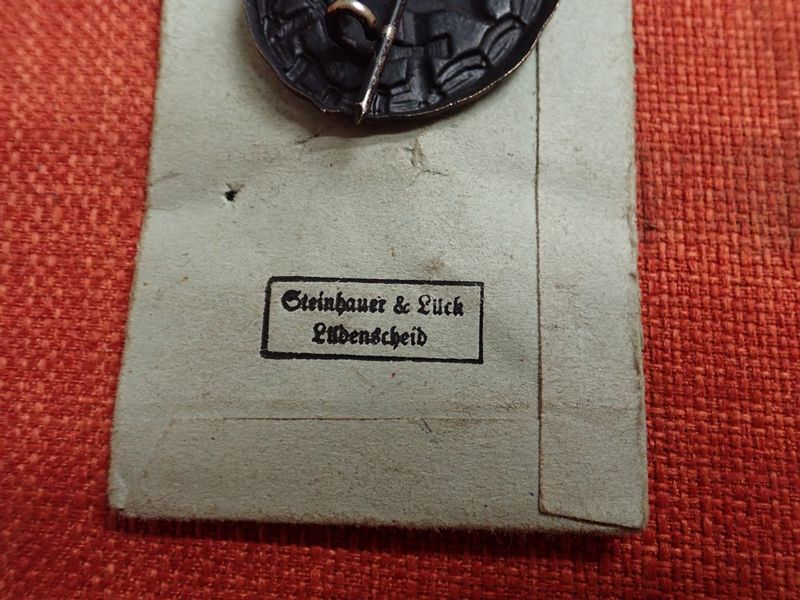 Steinhauer & Lück
Lüdenscheid